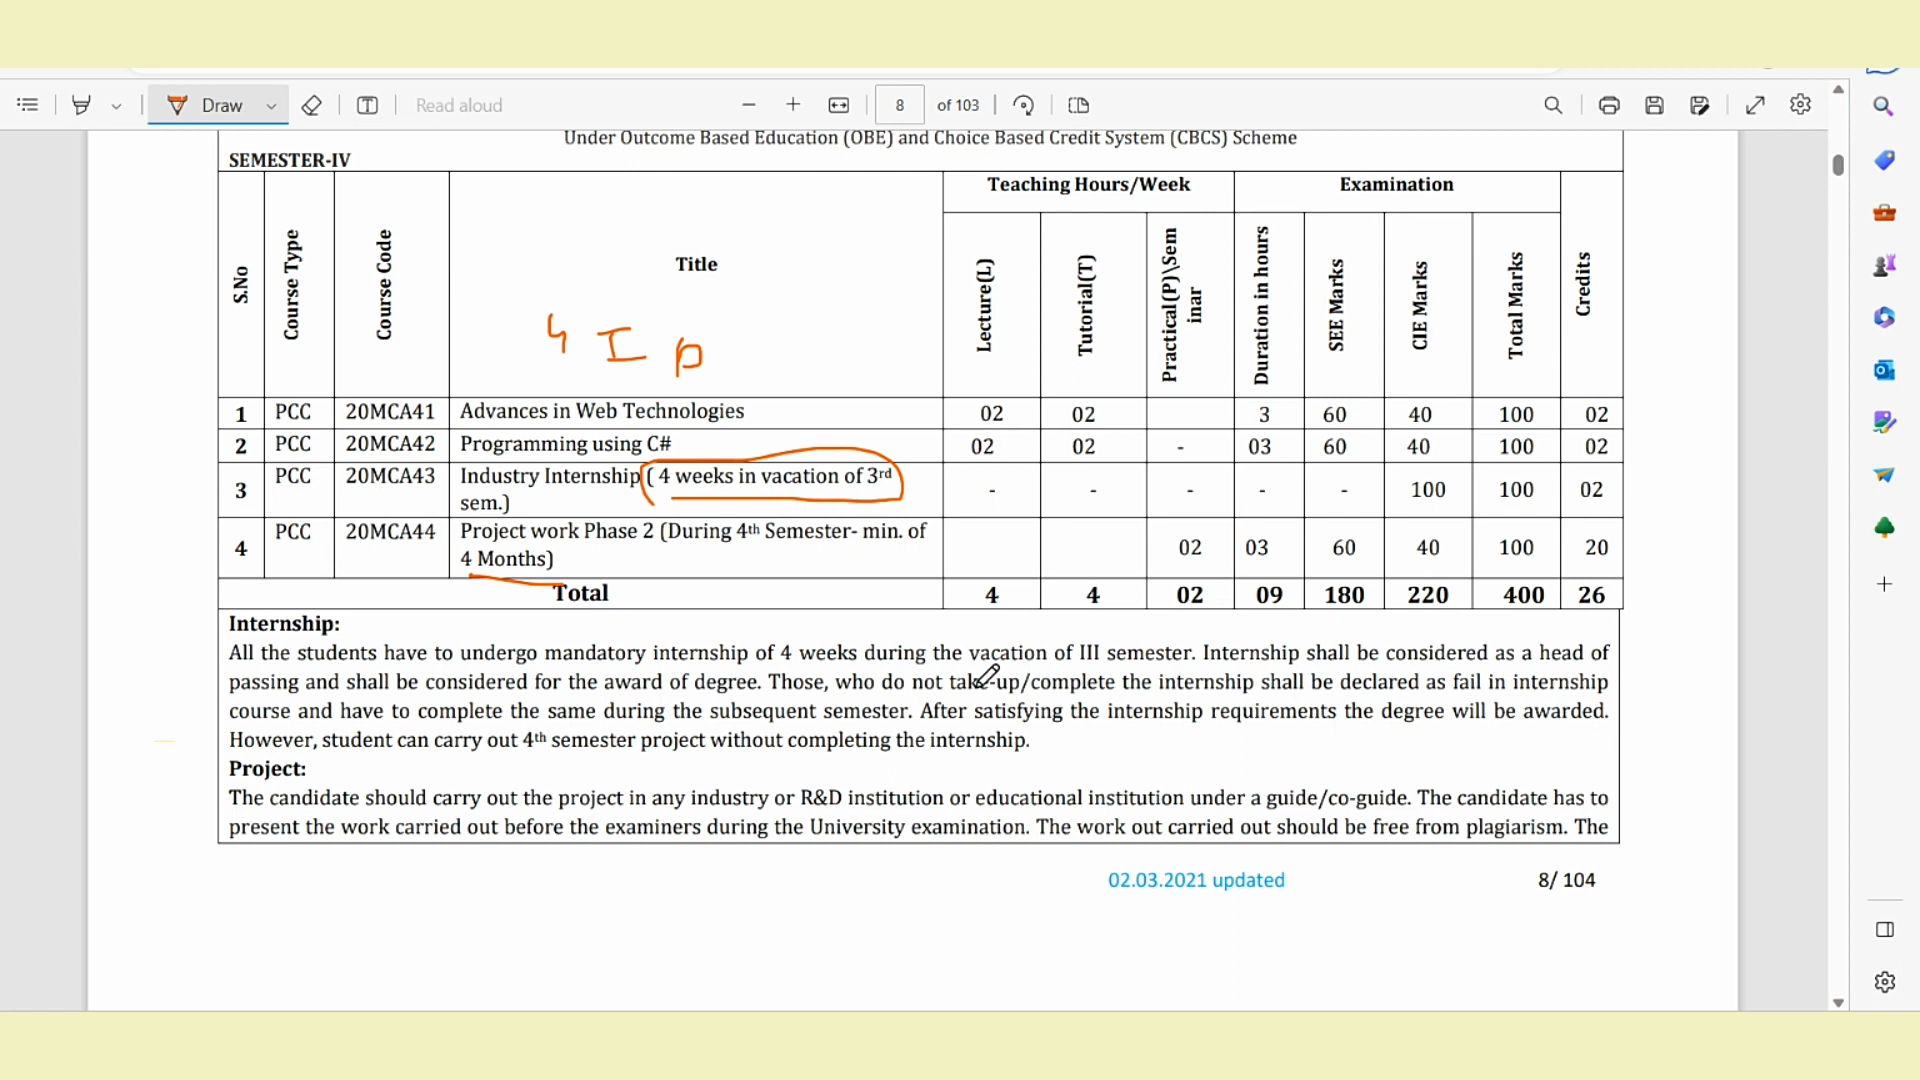 Draw
Read aloud
8 of 103
Under Outcome Based Education (OBE) and Choice Based Credit System (CBCS) Scheme
SEMESTER-IV
S.No Course Type Course Code Title Teaching Hours/Week Examination Credits
Lecture(L) Tutorial(T) Practical(P)\Sem inar Duration in hours SEE Marks CIE Marks Total Marks
4 I p
1 PCC 20MCA41 Advances in Web Technologies 02 02 3 60 40 100 02
2 PCC 20MCA42 Programming using C# 02 02 - 03 60 40 100 02
3 PCC 20MCA43 Industry Internship ( 4 weeks in vacation of 3rd - - - - - 100 100 02
sem.)
4 PCC 20MCA44 Project work Phase 2 (During 4th Semester- min. of 02 03 60 40 100 20
4 Months)
Total 4 4 02 09 180 220 400 26
Internship:
All the students have to undergo mandatory internship of 4 weeks during the vacation of III semester. Internship shall be considered as a head of
passing and shall be considered for the award of degree. Those, who do not take-up/complete the internship shall be declared as fail in internship
course and have to complete the same during the subsequent semester. After satisfying the internship requirements the degree will be awarded.
However, student can carry out 4th semester project without completing the internship.
Project:
The candidate should carry out the project in any industry or R&D institution or educational institution under a guide/co-guide. The candidate has to
present the work carried out before the examiners during the University examination. The work out carried out should be free from plagiarism. The
02.03.2021 updated 8/ 104